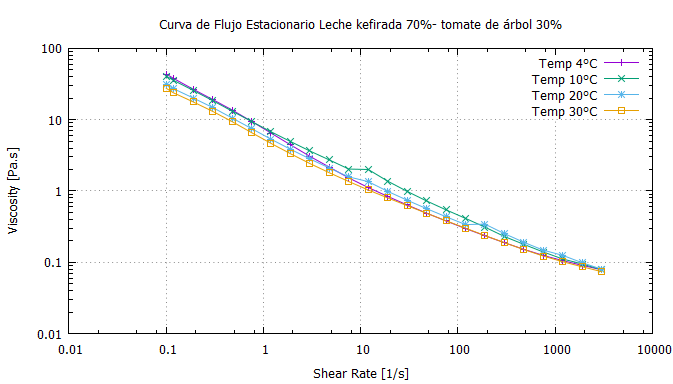 Curva de Flujo Estacionario Leche kefirada 70%- tomate de árbol 30%
100
10
1
0.1
0.01
Viscosity [Pa.s]
Temp 4ºC
Temp 10ºC
Temp 20ºC
Temp 30ºC
0.01 0.1 1 10 100 1000 10000
Shear Rate [1/s]